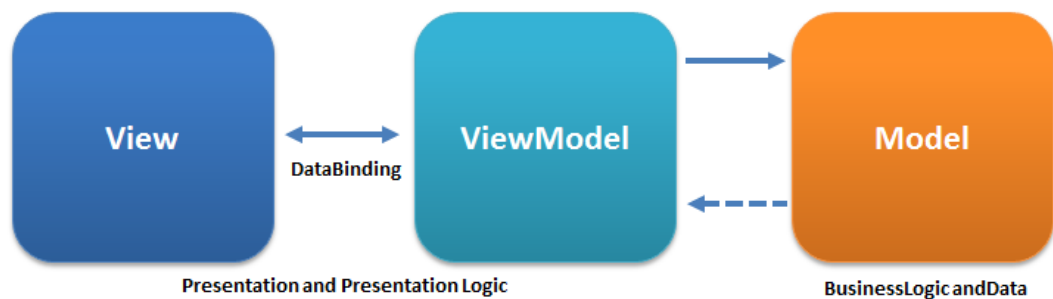 View
ViewModel
Model
DataBinding
Presentation and Presentation Logic
BusinessLogic andData